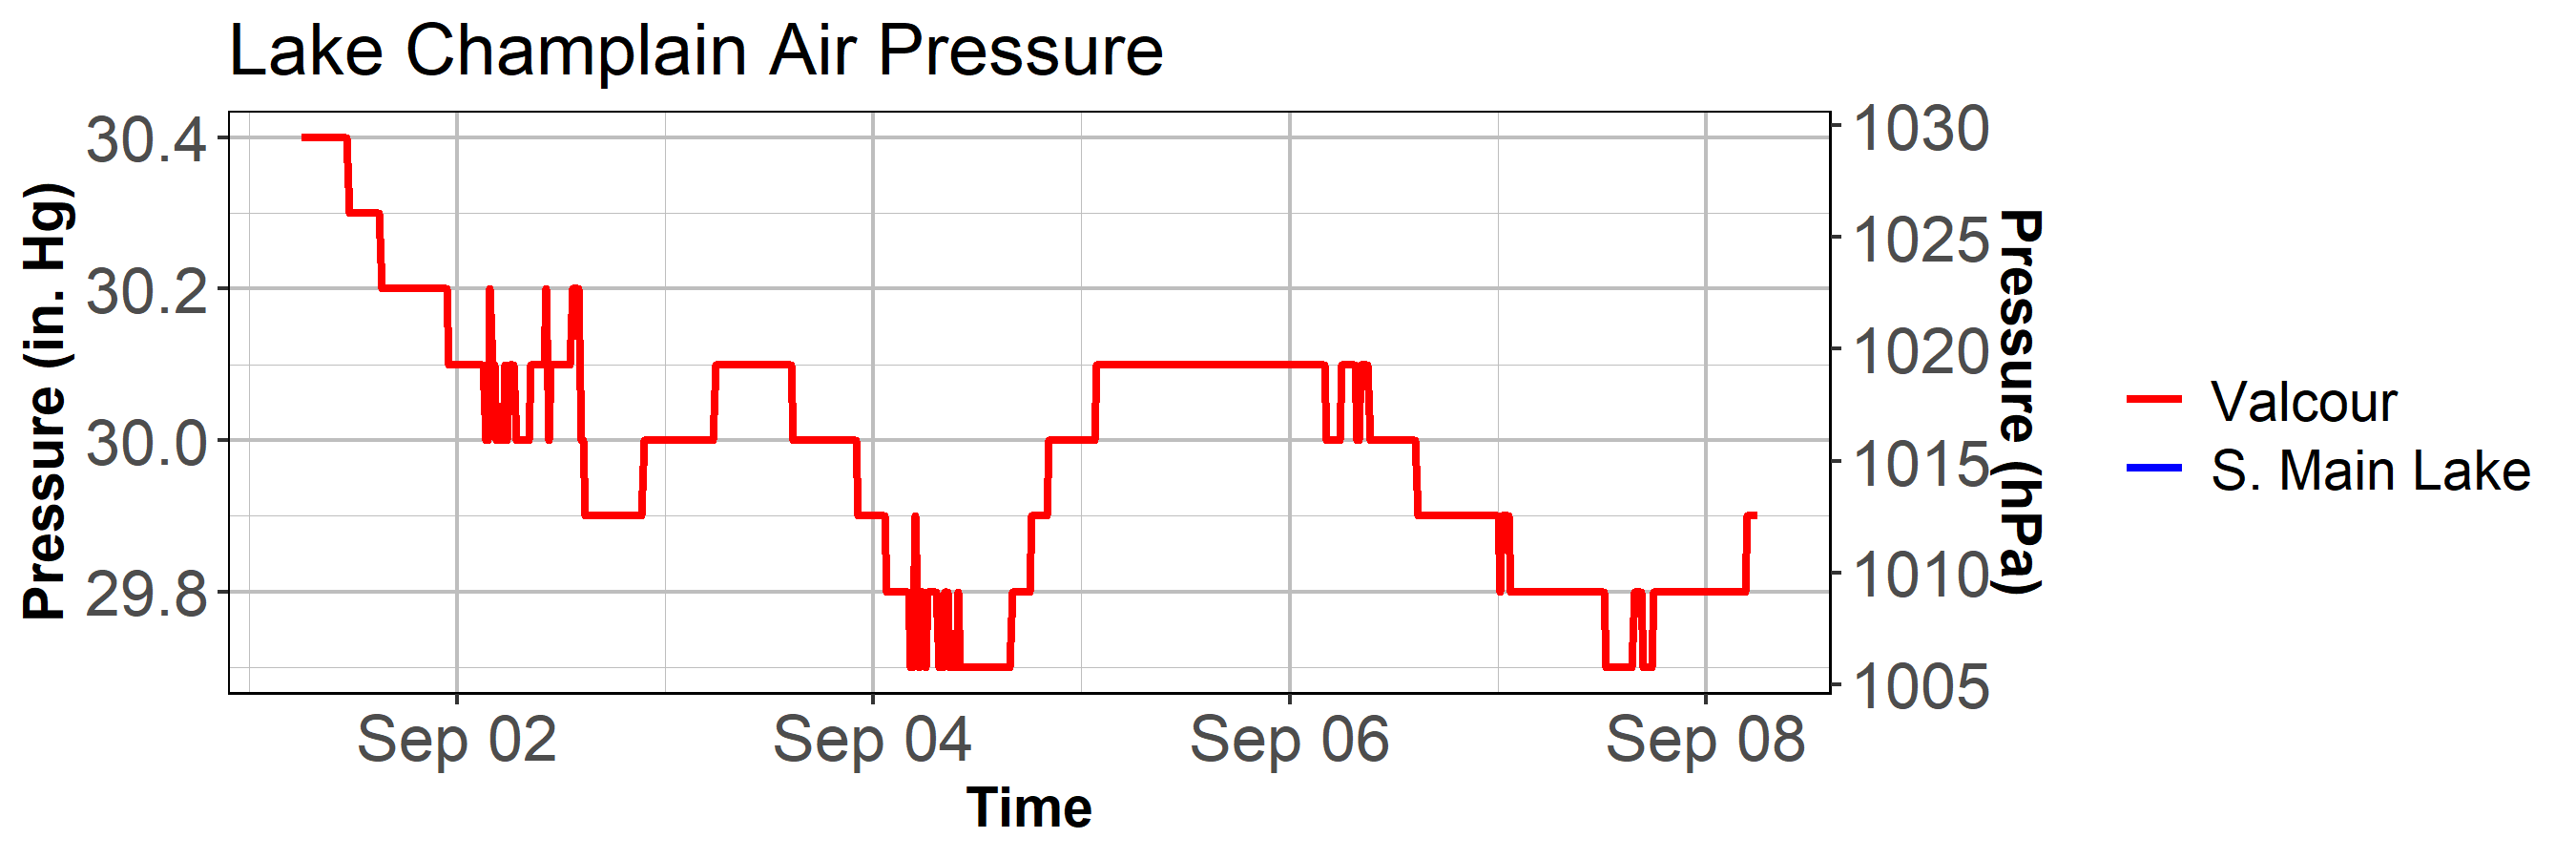 Lake Champlain Air Pressure
Pressure (in. Hg)
30.4
30.2
30.0
29.8
1030
1025
1020
1015
1010
1005
Pressure (hPa)
Sep 02
Sep 04
Sep 06
Sep 08
Time
Valcour
S. Main Lake